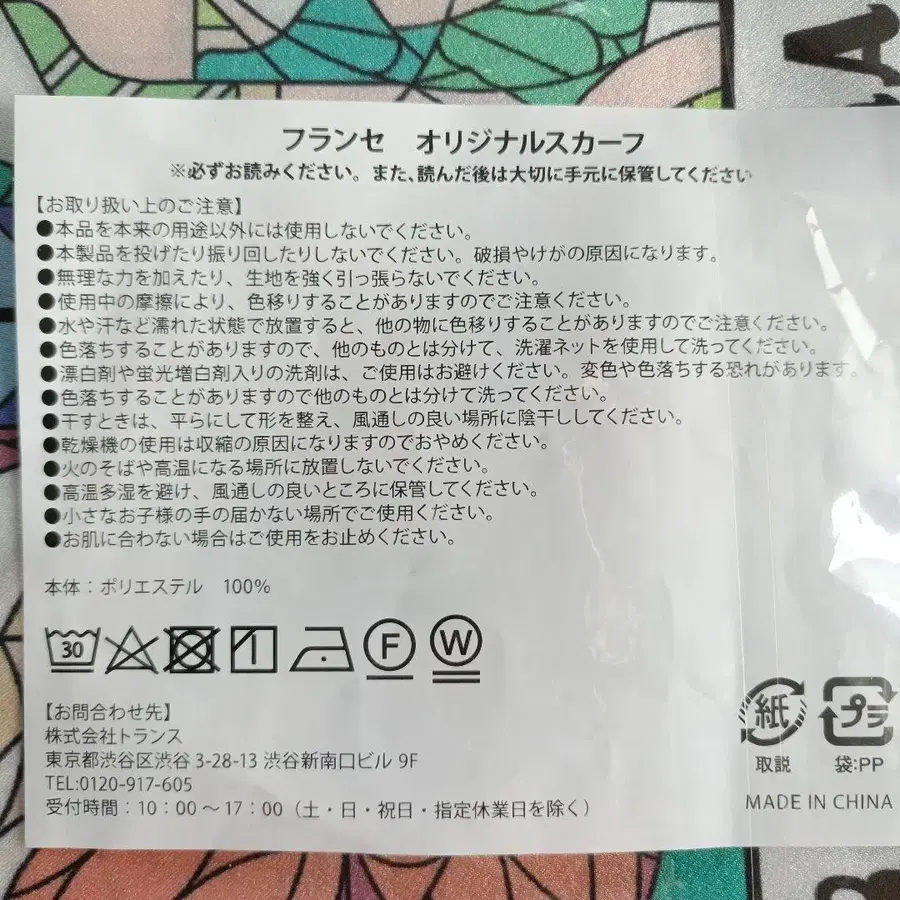 フランセ　オリジナルスカーフ
※必ずお読みください。また、読んだ後は大切に手元に保管してください
【お取り扱い上のご注意】
●本品を本来の用途以外には使用しないでください。
●本製品を投げたり振り回したりしないでください。破損やけがの原因になります。
●無理な力を加えたり、生地を強く引っ張らないでください。
●使用中の摩擦により、色移りすることがありますのでご注意ください。
●水や汗など濡れた状態で放置すると、他の物に色移りすることがありますのでご注意ください。
●色落ちすることがありますので、他のものとは分けて、洗濯ネットを使用して洗ってください。
●漂白剤や蛍光増白剤入りの洗剤は、ご使用はお避けください。変色や色落ちする恐れがあります。
●色落ちすることがありますので他のものとは分けて洗ってください。
●干すときは、平らにして形を整え、風通しの良い場所に陰干ししてください。
●乾燥機の使用は収縮の原因になりますのでおやめください。
●火のそばや高温になる場所に放置しないでください。
●高温多湿を避け、風通しの良いところに保管してください。
●小さなお子様の手の届かない場所でご使用ください。
●お肌に合わない場合はご使用をお止めください。
本体：ポリエステル　100%
30 F W
【お問合わせ先】
株式会社トランス
東京都渋谷区渋谷 3-28-13 渋谷新南口ビル 9F
TEL:0120-917-605
受付時間：10：00～17：00（土・日・祝日・指定休業日を除く）
紙 プラ
取説 袋:PP
MADE IN CHINA